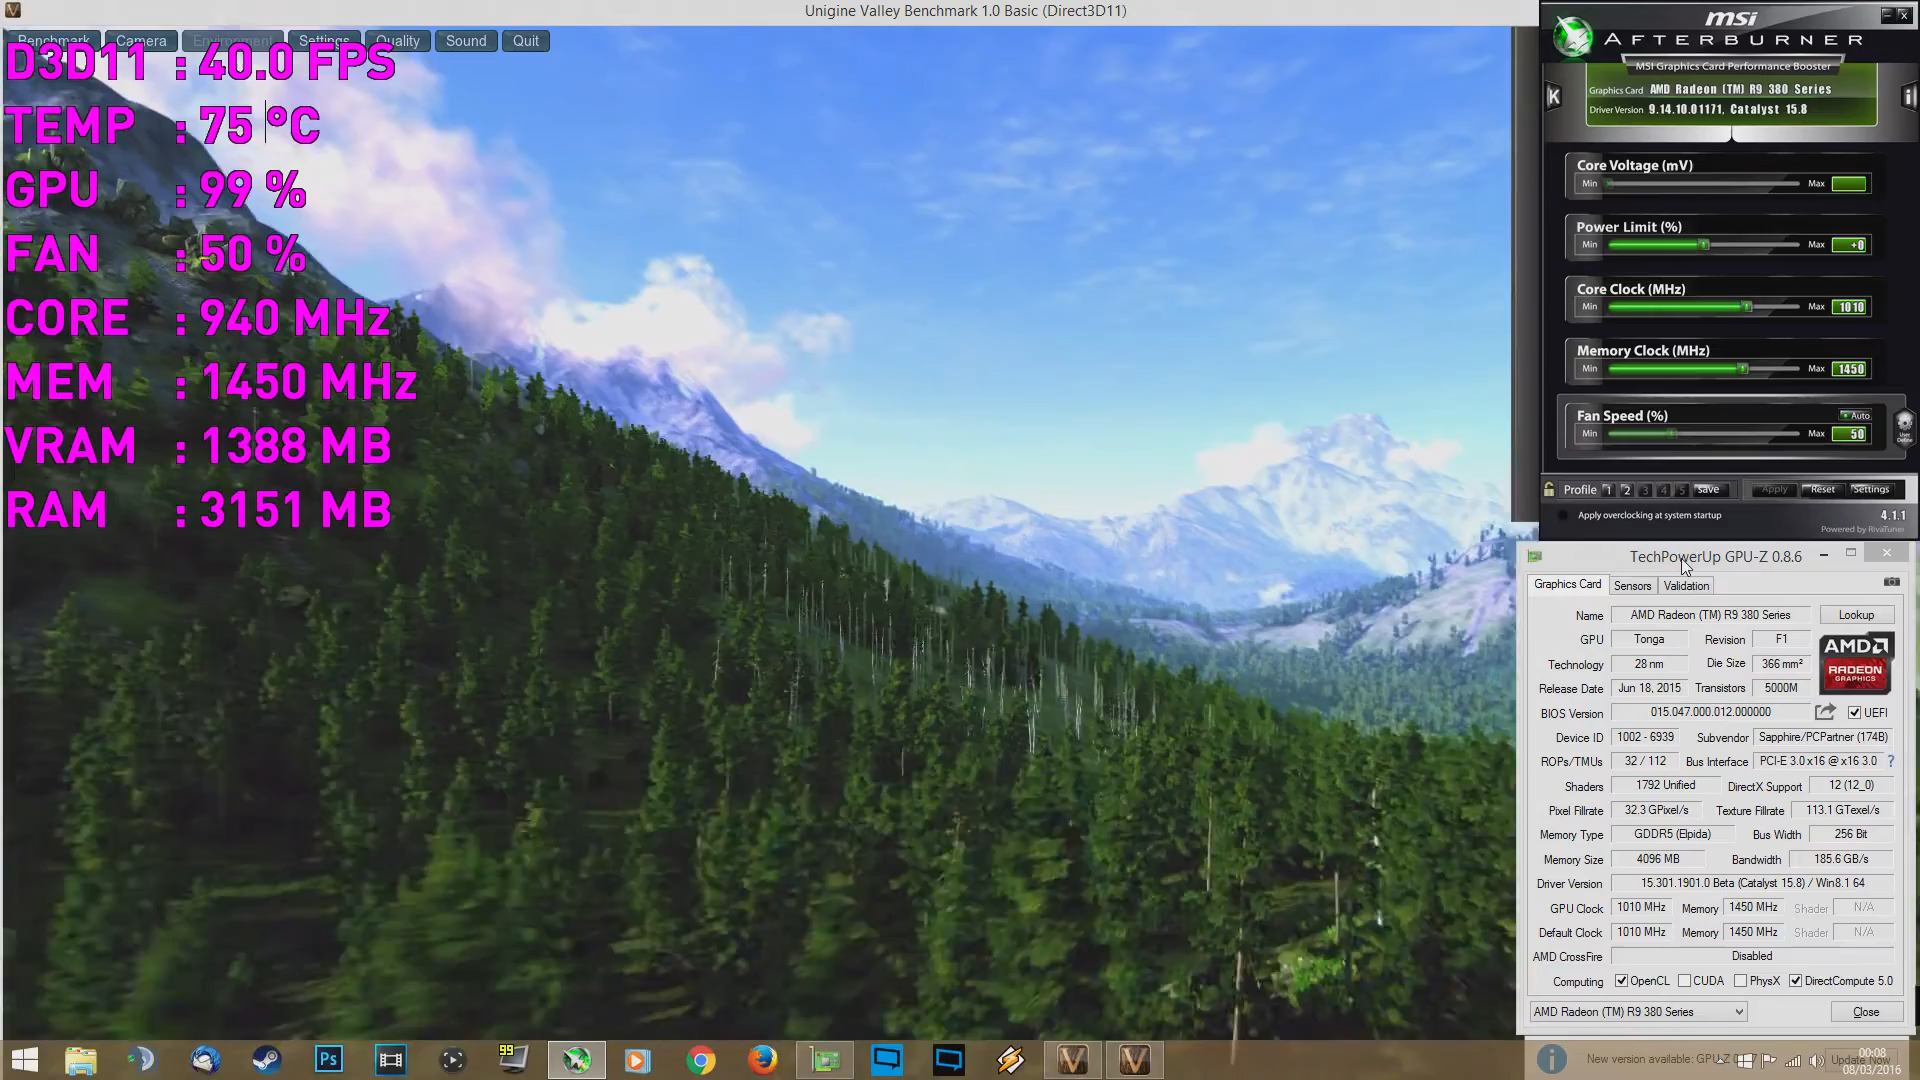 Unigine Valley Benchmark 1.0 Basic (Direct3D11)
Benchmark Camera Environment Settings Quality Sound Quit
D3D11 : 40.0 FPS
TEMP : 75 °C
GPU : 99 %
FAN : 50 %
CORE : 940 MHz
MEM : 1450 MHz
VRAM : 1388 MB
RAM : 3151 MB
msi
AFTERBURNER
MSI Graphics Card Performance Booster
Graphics Card AMD Radeon (TM) R9 380 Series
Driver Version 9.14.10.01171, Catalyst 15.8
K i
Core Voltage (mV)
Min Max
Power Limit (%)
Min Max +0
Core Clock (MHz)
Min Max 1010
Memory Clock (MHz)
Min Max 1450
Fan Speed (%) Auto
Min Max 50
User Define
Profile 1 2 3 4 5 save Apply Reset Settings
Apply overclocking at system startup 4.1.1
Powered by RivaTuner
TechPowerUp GPU-Z 0.8.6
Graphics Card Sensors Validation
Name AMD Radeon (TM) R9 380 Series Lookup
GPU Tonga Revision F1
AMD
RADEON
GRAPHICS
Technology 28 nm Die Size 366 mm²
Release Date Jun 18, 2015 Transistors 5000M
BIOS Version 015.047.000.012.000000 UEFI
Device ID 1002 - 6939 Subvendor Sapphire/PCPartner (174B)
ROPs/TMUs 32 / 112 Bus Interface PCI-E 3.0 x16 @ x16 3.0 ?
Shaders 1792 Unified DirectX Support 12 (12_0)
Pixel Fillrate 32.3 GPixel/s Texture Fillrate 113.1 GTexel/s
Memory Type GDDR5 (Elpida) Bus Width 256 Bit
Memory Size 4096 MB Bandwidth 185.6 GB/s
Driver Version 15.301.1901.0 Beta (Catalyst 15.8) / Win8.1 64
GPU Clock 1010 MHz Memory 1450 MHz Shader N/A
Default Clock 1010 MHz Memory 1450 MHz Shader N/A
AMD CrossFire Disabled
Computing OpenCL CUDA PhysX DirectCompute 5.0
AMD Radeon (TM) R9 380 Series Close
Ps 99
New version available: GPU-Z Update Now
00:08
08/03/2016